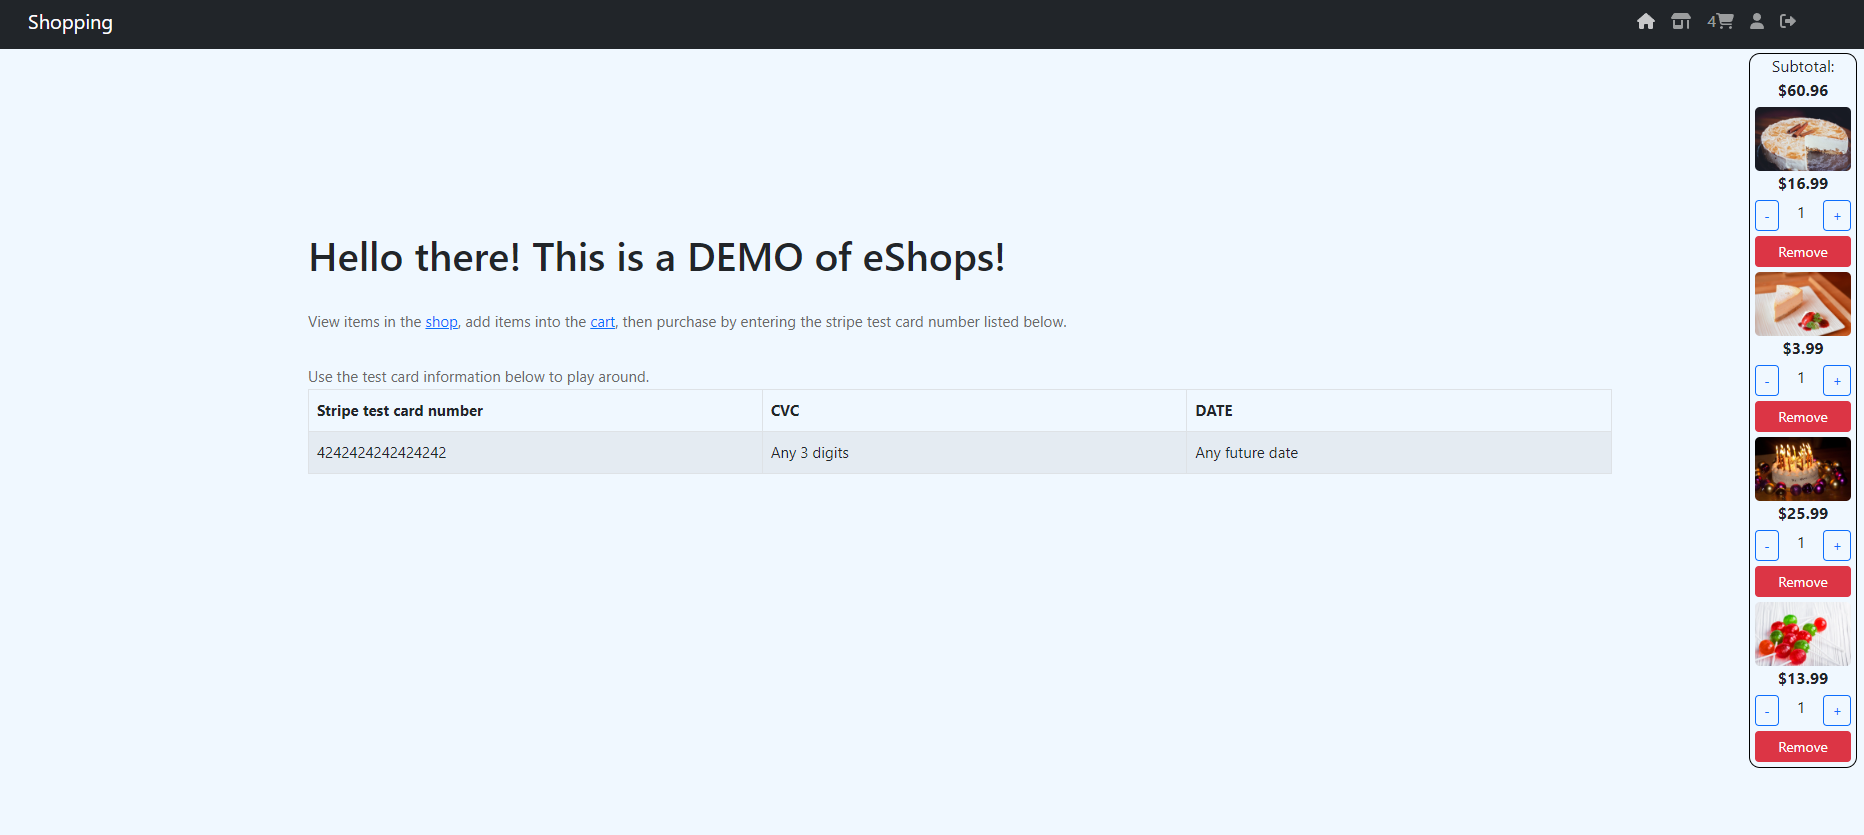 Shopping
4
Subtotal:
$60.96
$16.99
- 1 +
Remove
$3.99
- 1 +
Remove
$25.99
- 1 +
Remove
$13.99
- 1 +
Remove
Hello there! This is a DEMO of eShops!
View items in the shop, add items into the cart, then purchase by entering the stripe test card number listed below.
Use the test card information below to play around.
Stripe test card number CVC DATE
4242424242424242 Any 3 digits Any future date